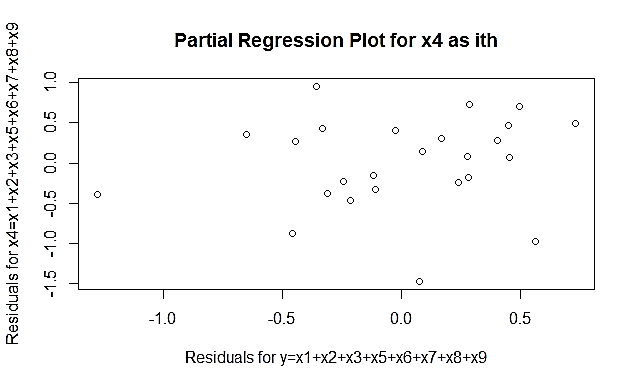 Partial Regression Plot for x4 as ith
Residuals for x4=x1+x2+x3+x5+x6+x7+x8+x9
1.0
0.5
0.0
-0.5
-1.0
-1.5
-1.0 -0.5 0.0 0.5
Residuals for y=x1+x2+x3+x5+x6+x7+x8+x9